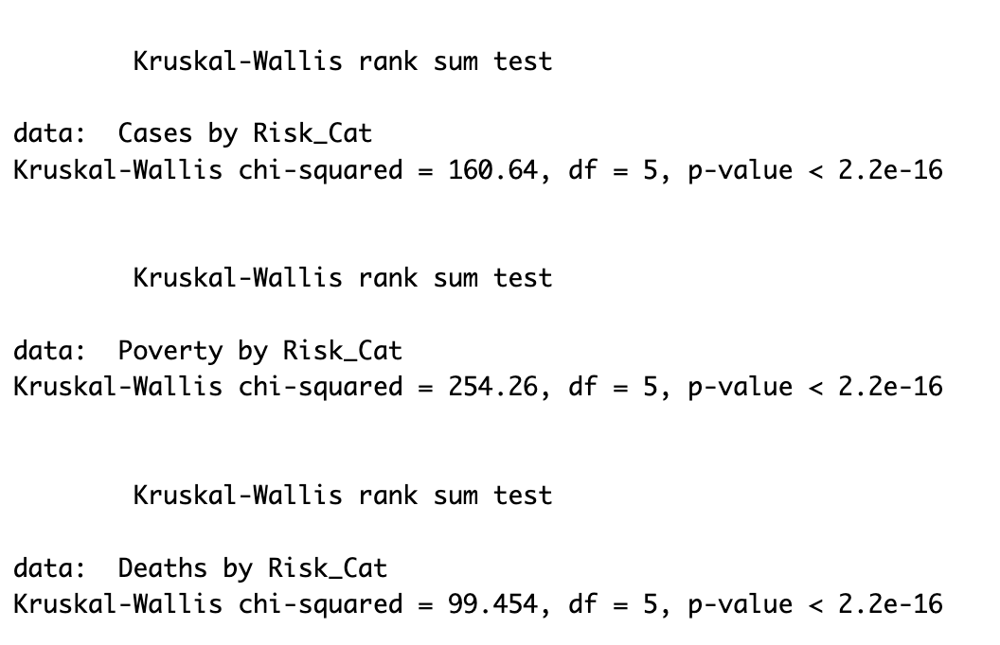 Kruskal-Wallis rank sum test
data:  Cases by Risk_Cat
Kruskal-Wallis chi-squared = 160.64, df = 5, p-value < 2.2e-16
Kruskal-Wallis rank sum test
data:  Poverty by Risk_Cat
Kruskal-Wallis chi-squared = 254.26, df = 5, p-value < 2.2e-16
Kruskal-Wallis rank sum test
data:  Deaths by Risk_Cat
Kruskal-Wallis chi-squared = 99.454, df = 5, p-value < 2.2e-16